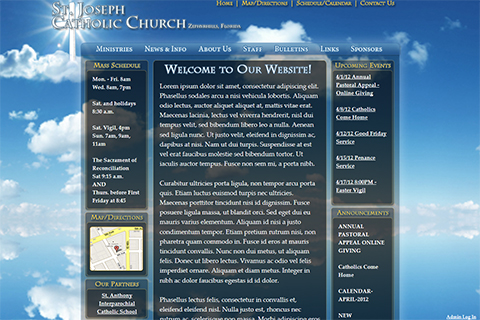 St. Joseph
Catholic Church Zephyrhills, Florida
Home | Map/Directions | Schedule/Calendar | Contact Us
Ministries News & Info About Us Staff Bulletins Links Sponsors
Mass Schedule
Mon. - Fri. 8am
Wed. 8am, 7pm
Sat. and holidays
8:30 a.m.
Sat. Vigil, 4pm
Sun. 7am, 9am,
11am
The Sacrament of
Reconciliation
Sat 9:15 a.m.
AND
Thurs. before First
Friday at 8:45
Map/Directions
Our Partners
St. Anthony
Interparochial
Catholic School
Welcome to Our Website!
Lorem ipsum dolor sit amet, consectetur adipiscing elit.
Phasellus sodales arcu a nisi vehicula lobortis. Aliquam
odio lectus, auctor aliquet aliquet at, mattis vitae erat.
Maecenas lacinia, lectus vel viverra hendrerit, nisl dui
tempus velit, sed bibendum libero leo a nulla. Aenean
sed ligula nunc. Ut justo velit, eleifend in dignissim ac,
dapibus at nisi. Nam ut dui turpis. Suspendisse at est
vel erat faucibus molestie sed bibendum tortor. Ut
iaculis auctor turpis. Fusce non sem mi, a porta nibh.
Curabitur ultricies porta ligula, non tempor arcu porta
quis. Etiam luctus euismod turpis nec ultricies.
Maecenas porttitor tincidunt nisi id dignissim. Fusce
posuere ligula massa, ut blandit orci. Sed eget dui eu
mauris varius elementum. Aliquam id nisi a justo
condimentum tempor. Etiam pretium rutrum nisi, non
pharetra quam commodo in. Fusce id eros at mauris
tincidunt convallis. Nunc non dui metus, ut aliquam
felis. Donec ut libero lectus. Vivamus ac odio vel felis
imperdiet ornare. Aliquam et diam metus. Integer in
nibh ac dolor faucibus egestas id id dolor.
Phasellus lectus felis, consectetur in convallis et,
eleifend eleifend nisl. Nulla justo est, rhoncus nec
rutrum ac, scelerisque non massa. Morbi adipiscing eros
Upcoming Events
4/1/12 Annual
Pastoral Appeal -
Online Giving
4/8/12 Catholics
Come Home
4/12/12 Good Friday
Service
4/15/12 Penance
Service
4/17/12 8:00PM -
Easter Vigil
Announcements
ANNUAL
PASTORAL
APPEAL ONLINE
GIVING
Catholics Come
Home
CALENDAR-
APRIL-2012
NEW
Admin Log In